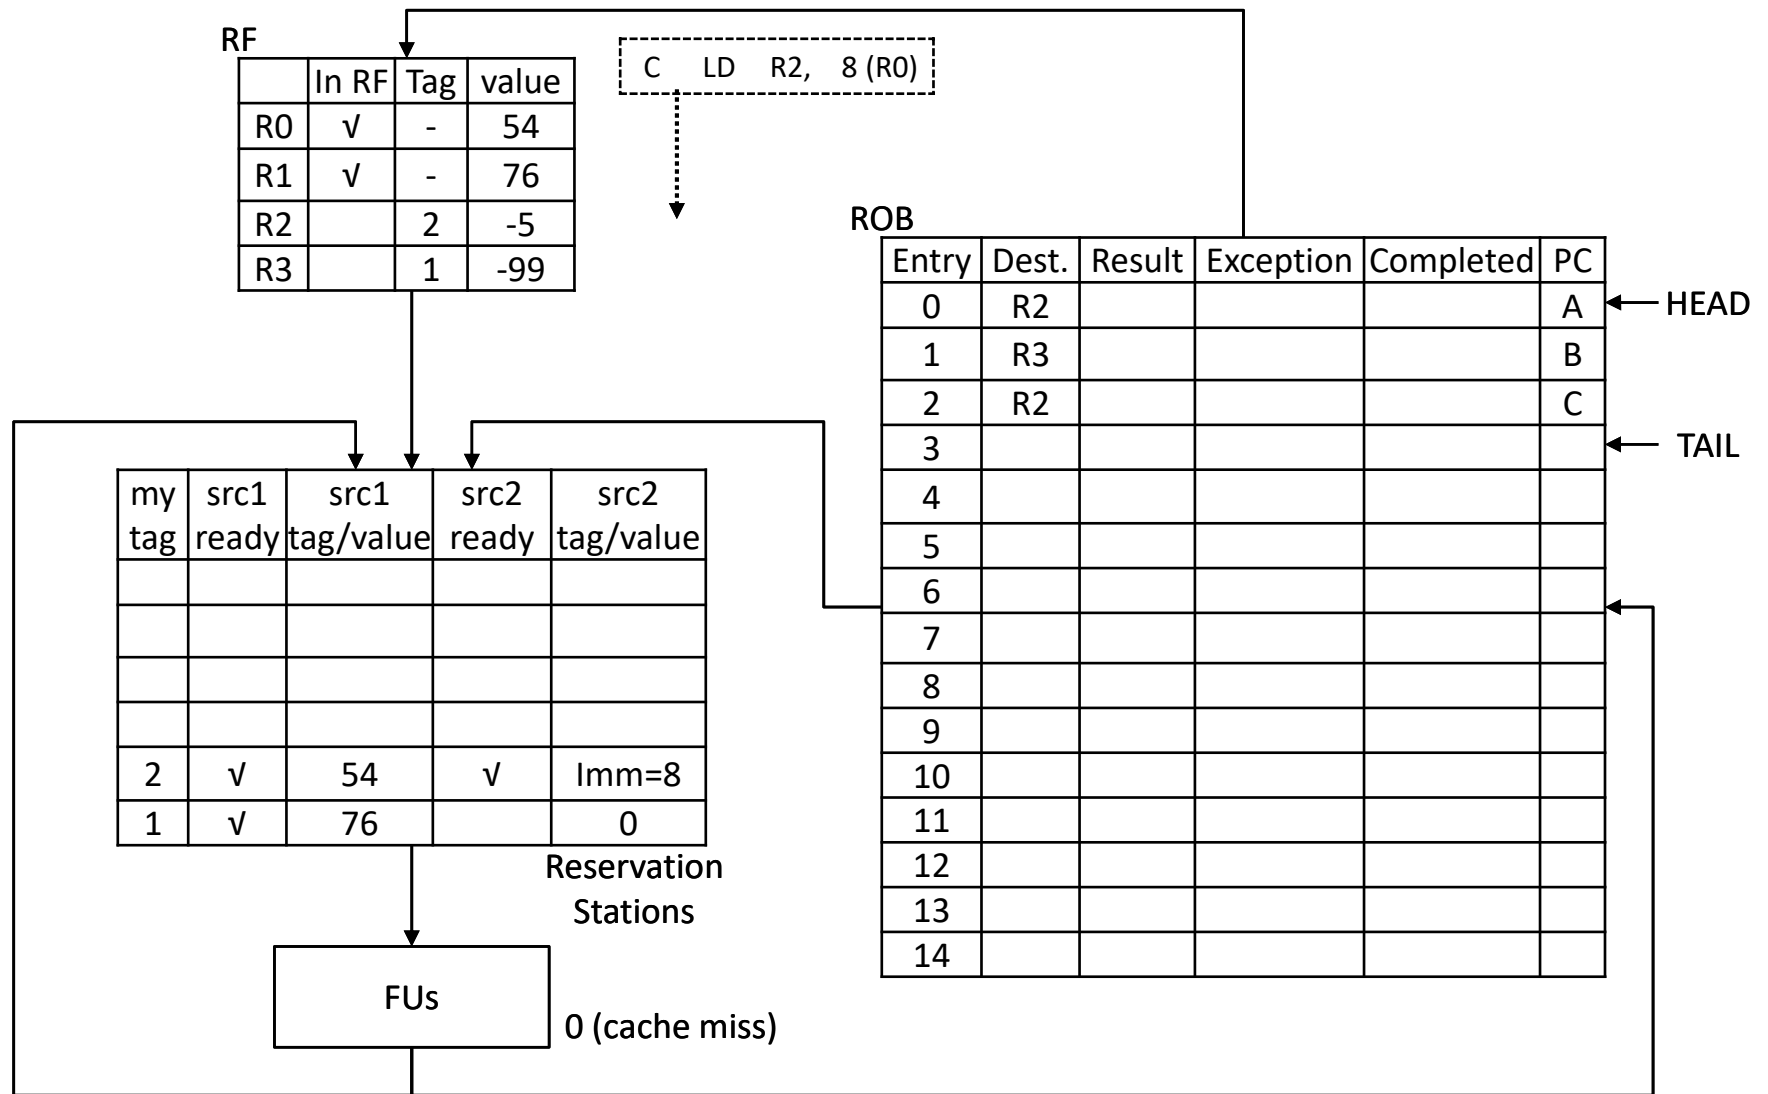 RF
In RF Tag value
R0 √ - 54
R1 √ - 76
R2 2 -5
R3 1 -99
C LD R2, 8 (R0)
ROB
Entry Dest. Result Exception Completed PC
0 R2 A
1 R3 B
2 R2 C
3
4
5
6
7
8
9
10
11
12
13
14
HEAD
TAIL
my src1 src1 src2 src2
tag ready tag/value ready tag/value
2 √ 54 √ Imm=8
1 √ 76 0
Reservation
Stations
FUs
0 (cache miss)